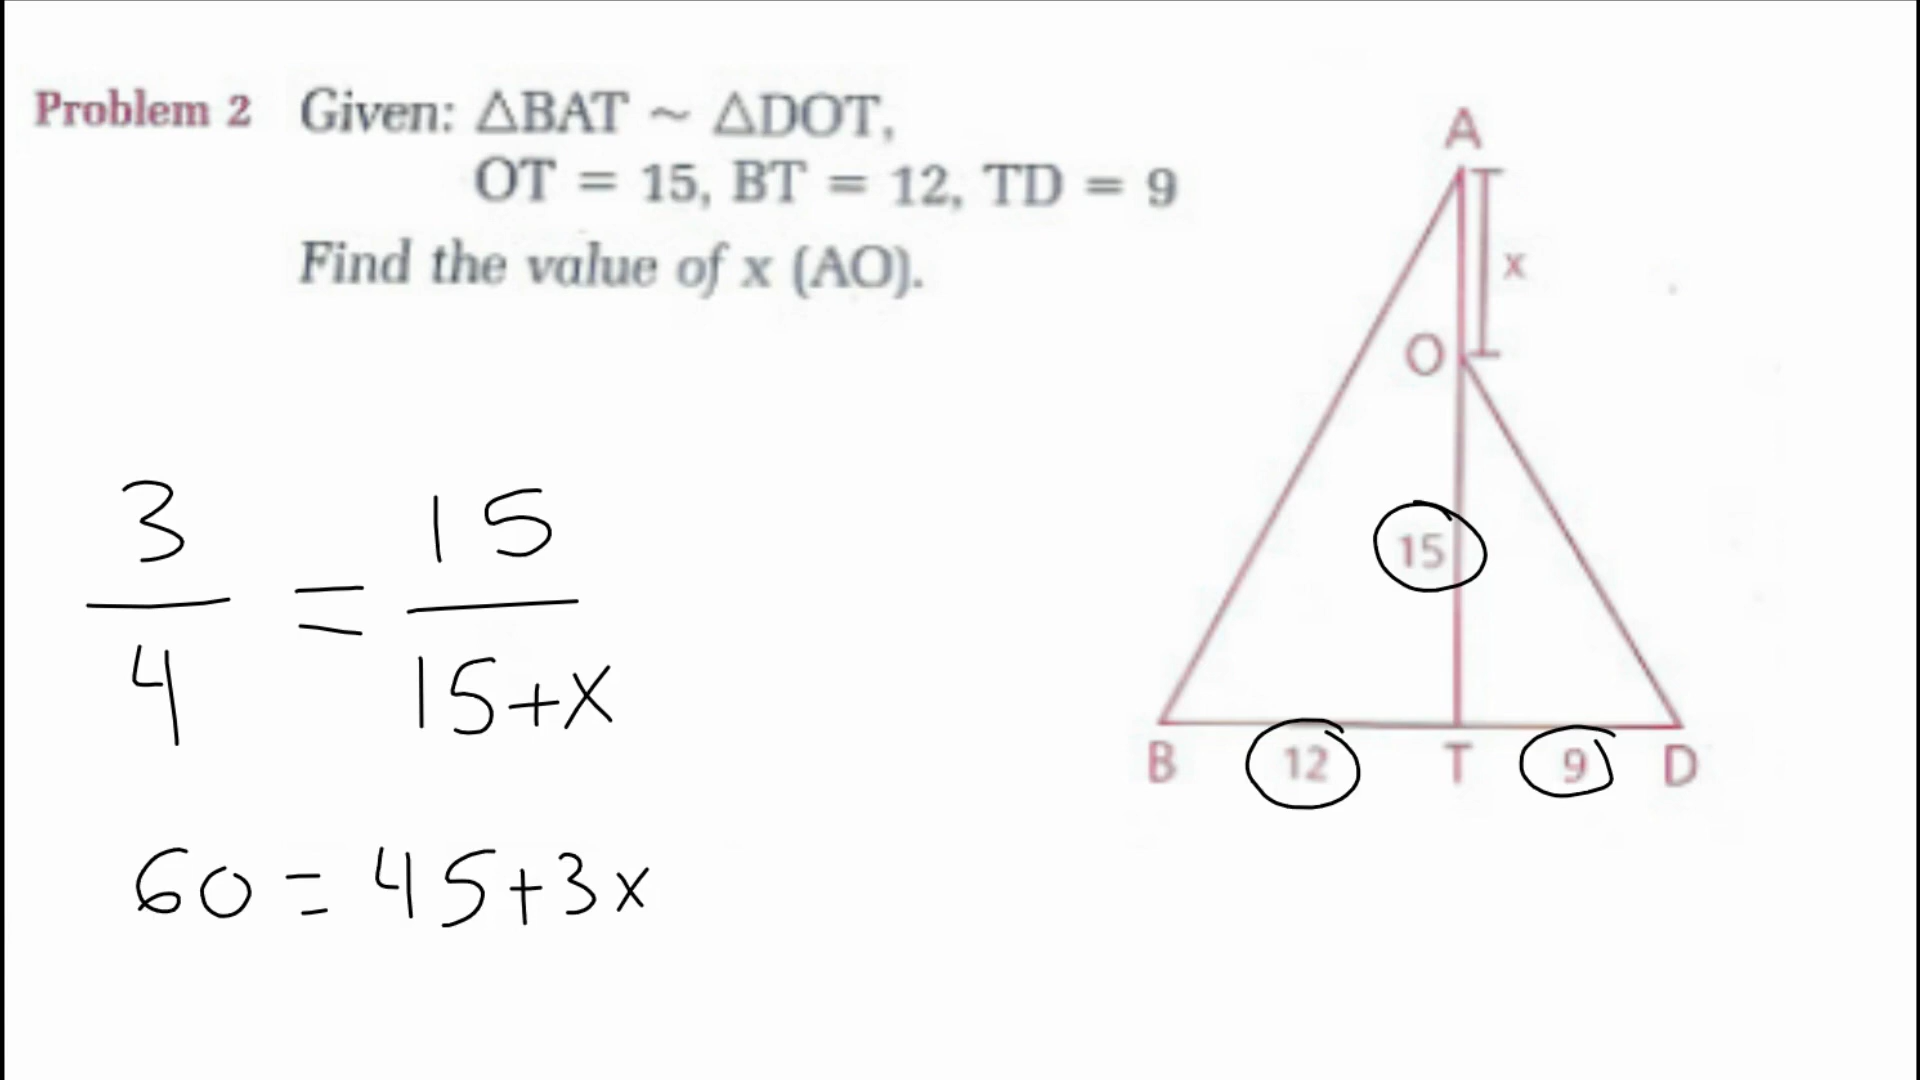 Problem 2 Given: △BAT ~ △DOT,
OT = 15, BT = 12, TD = 9
Find the value of x (AO).
A
x
O
3/4 = 15/15+x
15
B 12 T 9 D
60 = 45+3x